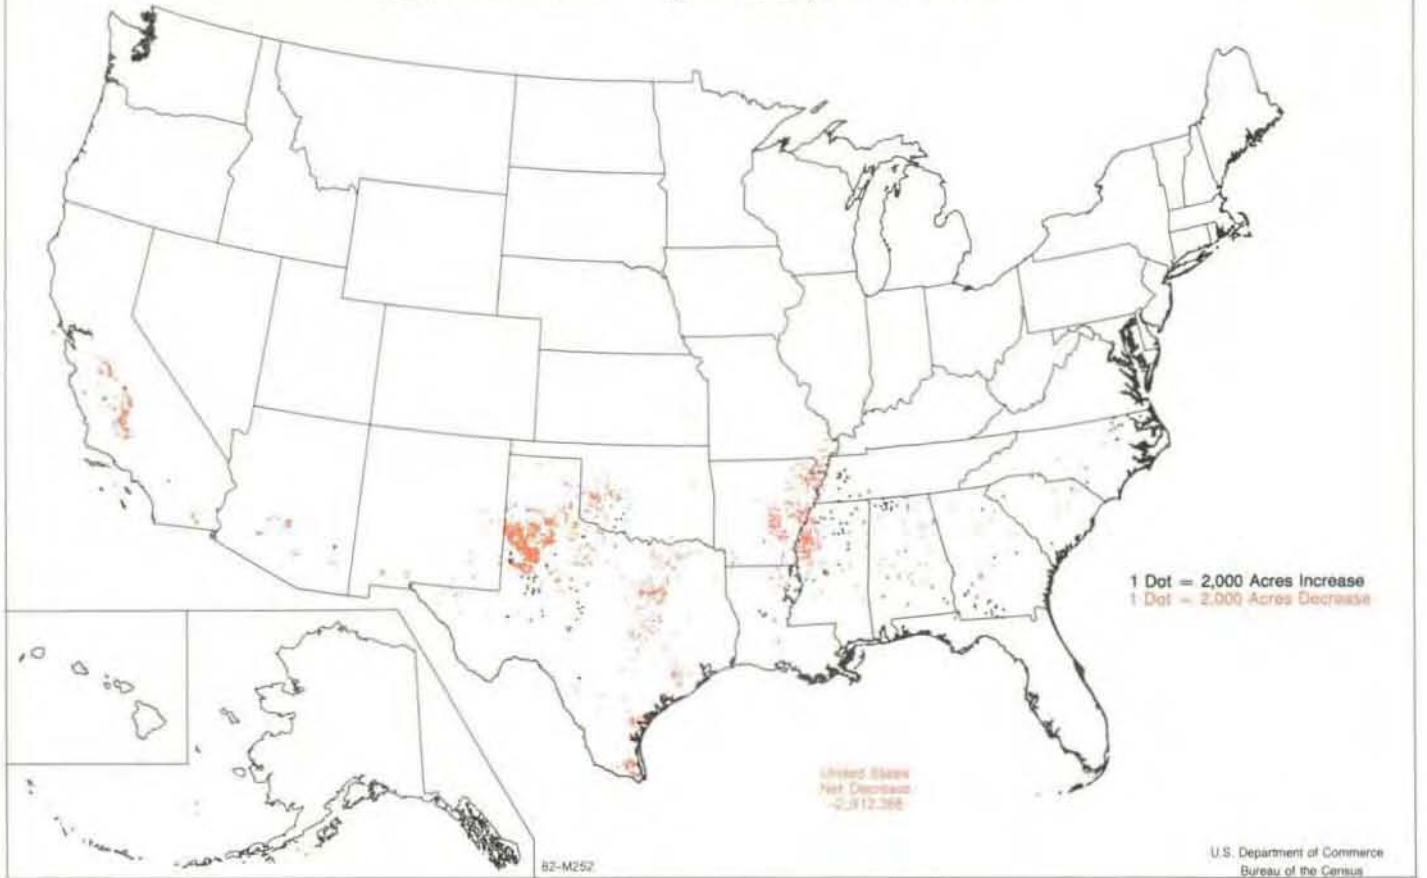 1 Dot = 2,000 Acres Increase
1 Dot = 2,000 Acres Decrease
United States
Net Decrease
82-M252
U.S. Department of Commerce
Bureau of the Census